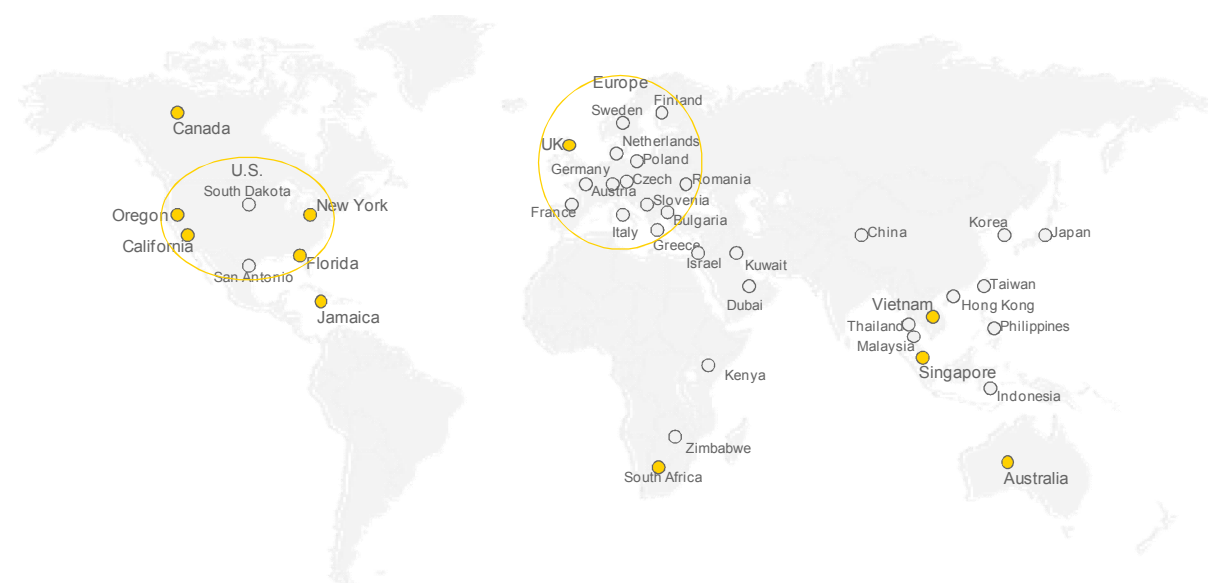 Europe
Finland
Sweden
Canada
UK
Netherlands
Poland
Germany
U.S.
Czech
Romania
South Dakota
Austria
Slovenia
France
New York
Oregon
Bulgaria
Italy
Korea
China
Japan
California
Greece
Israel
Kuwait
Florida
San Antonio
Taiwan
Dubai
Vietnam
Hong Kong
Jamaica
Thailand
Philippines
Malaysia
Singapore
Kenya
Indonesia
Zimbabwe
South Africa
Australia